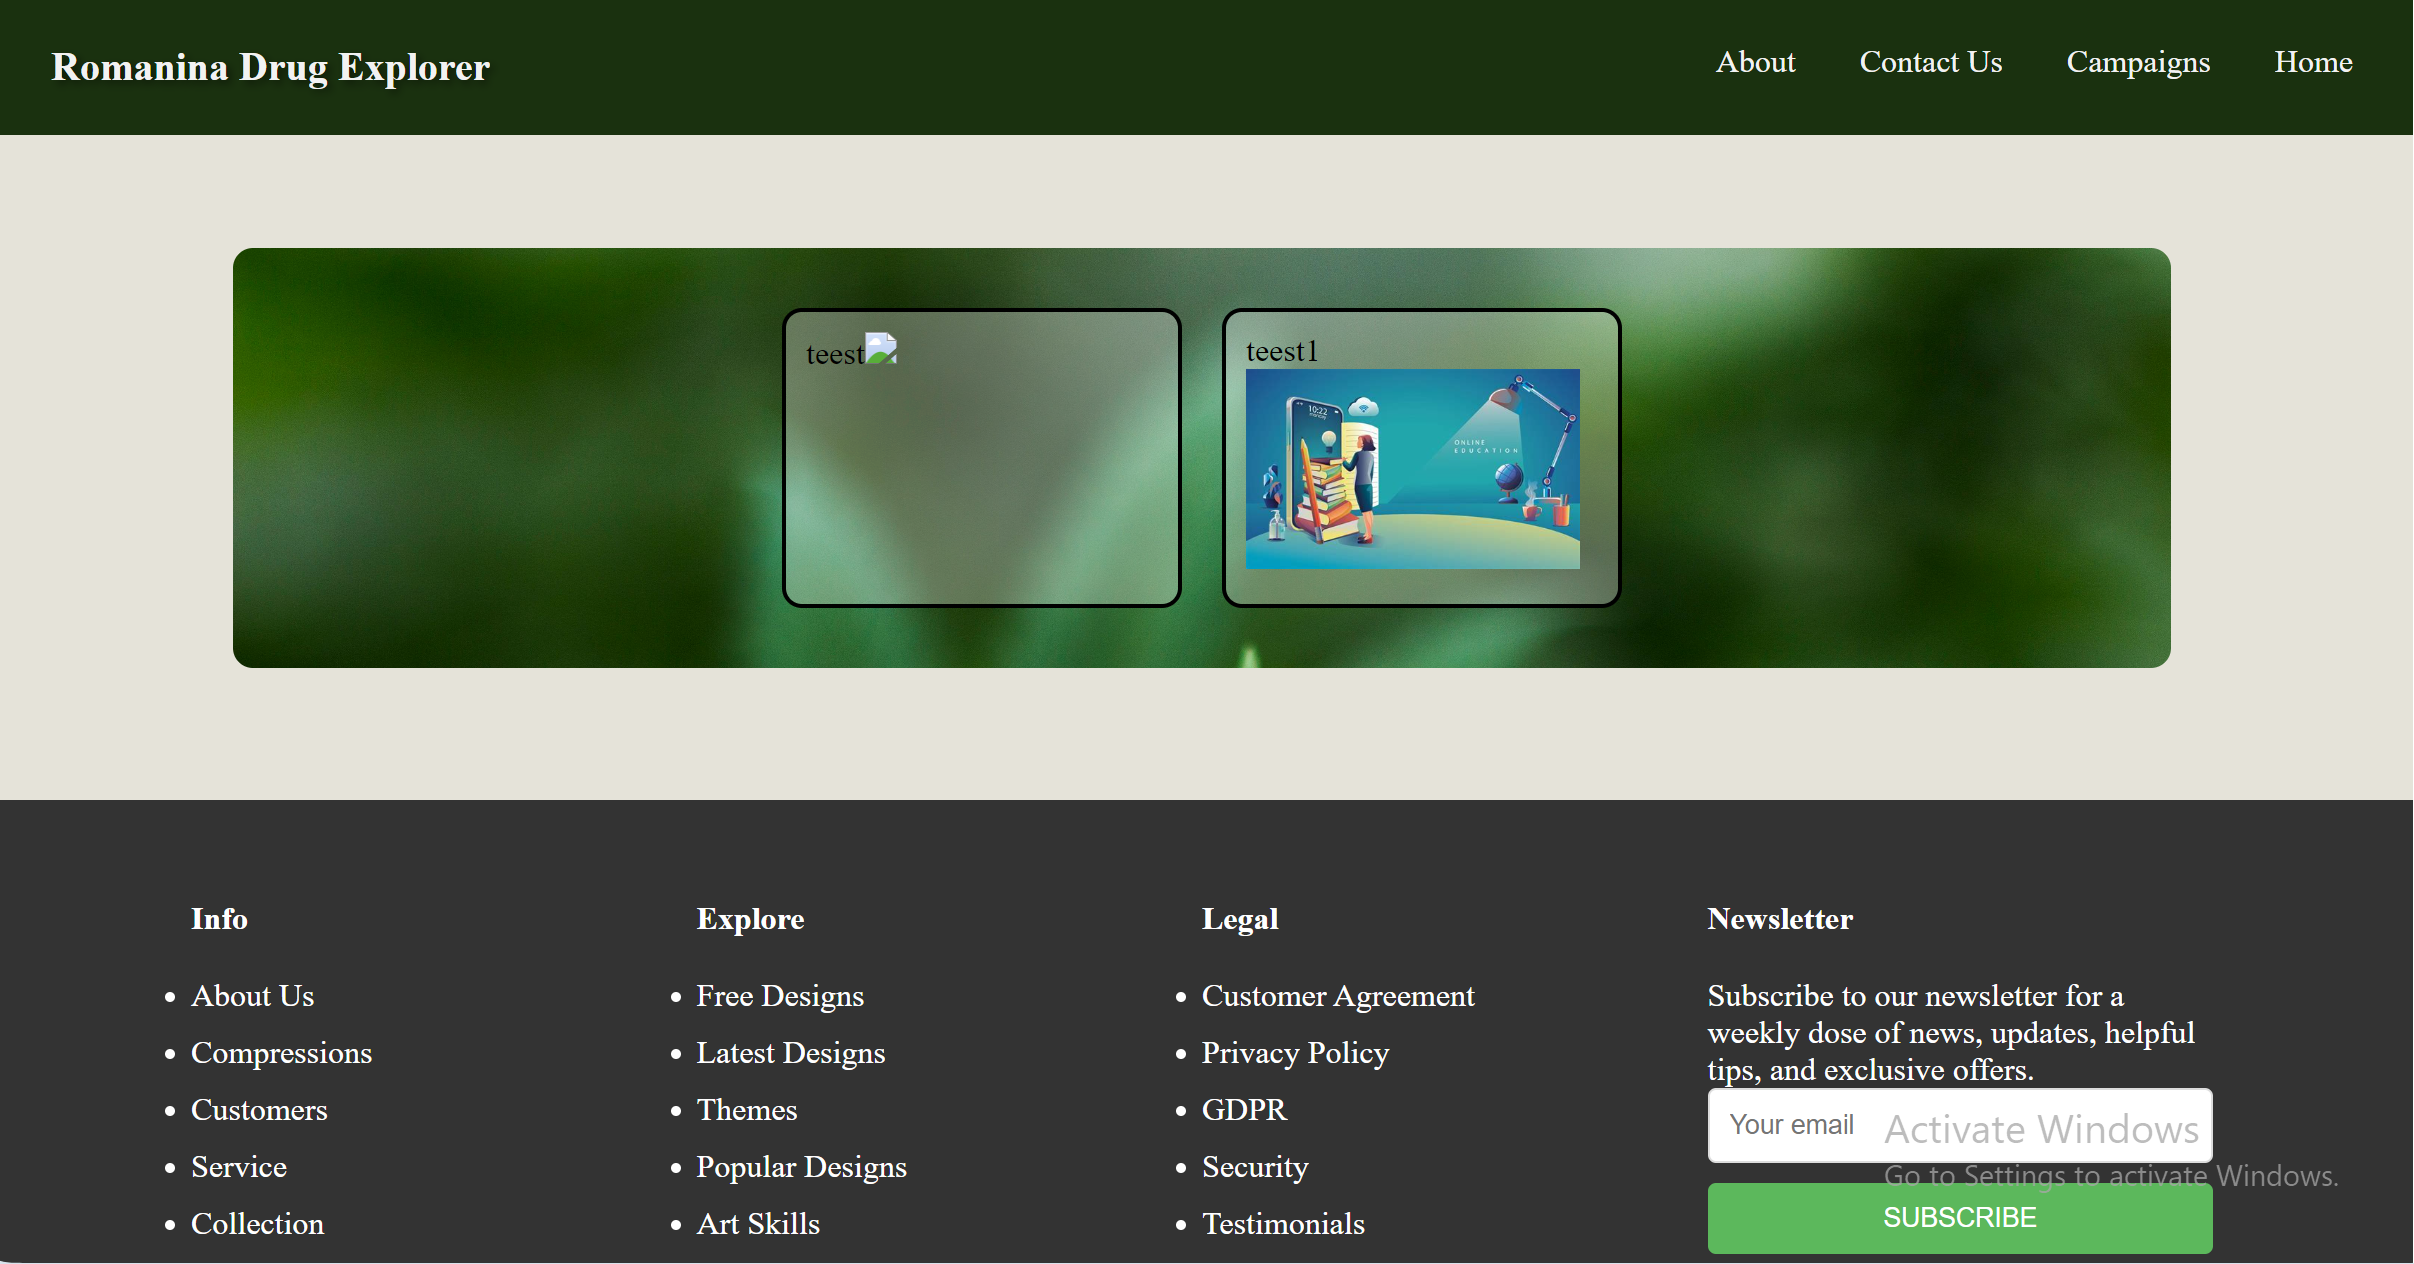 Romanina Drug Explorer
About
Contact Us
Campaigns
Home
teest
teest1
10:22
ONLINE
EDUCATION
Info
About Us
Compressions
Customers
Service
Collection
Explore
Free Designs
Latest Designs
Themes
Popular Designs
Art Skills
Legal
Customer Agreement
Privacy Policy
GDPR
Security
Testimonials
Newsletter
Subscribe to our newsletter for a
weekly dose of news, updates, helpful
tips, and exclusive offers.
Your email
SUBSCRIBE
Activate Windows
Go to Settings to activate Windows.